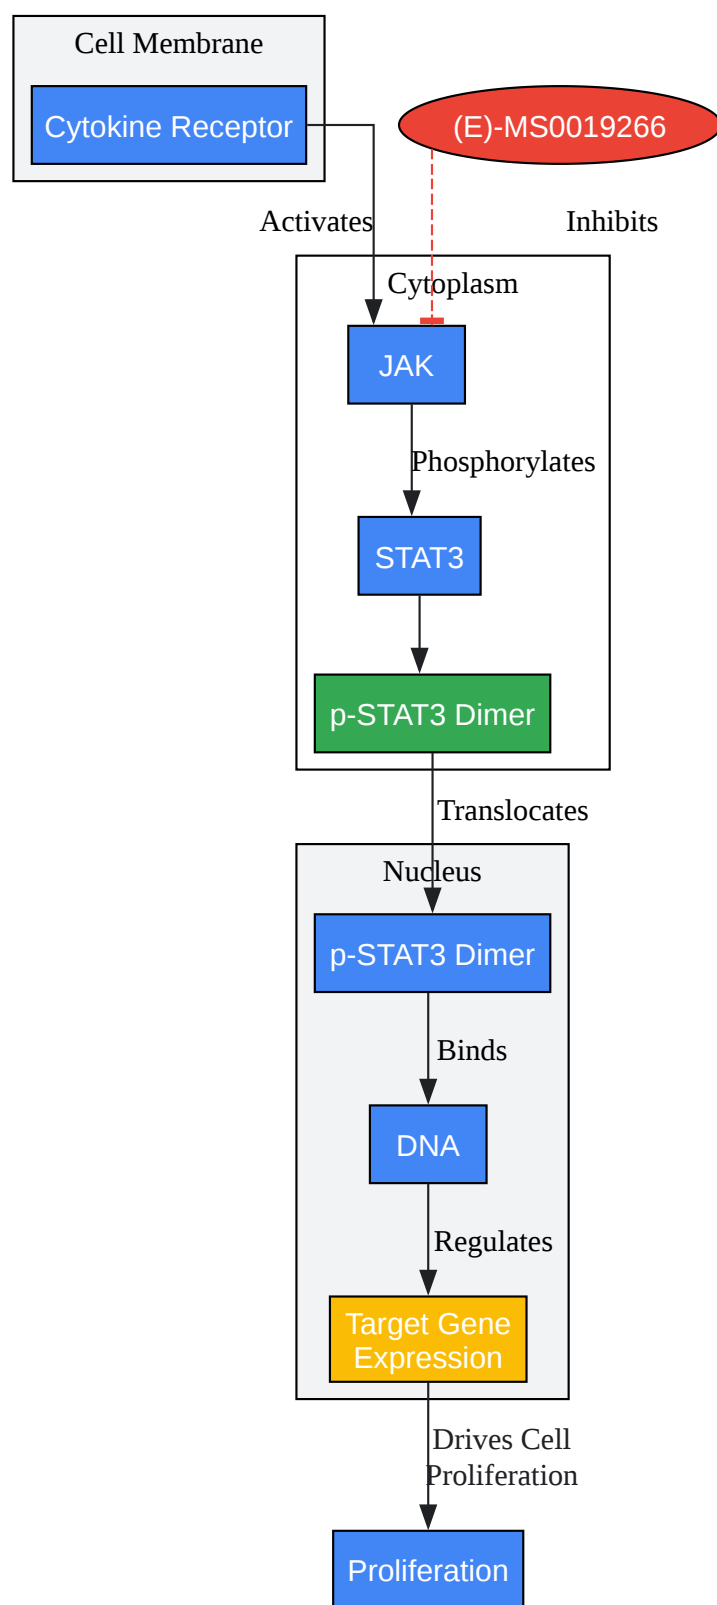 Cell Membrane
Cytokine Receptor
(E)-MS0019266
Activates
Inhibits
Cytoplasm
JAK
Phosphorylates
STAT3
p-STAT3 Dimer
Translocates
Nucleus
p-STAT3 Dimer
Binds
DNA
Regulates
Target Gene
Expression
Drives Cell
Proliferation
Proliferation